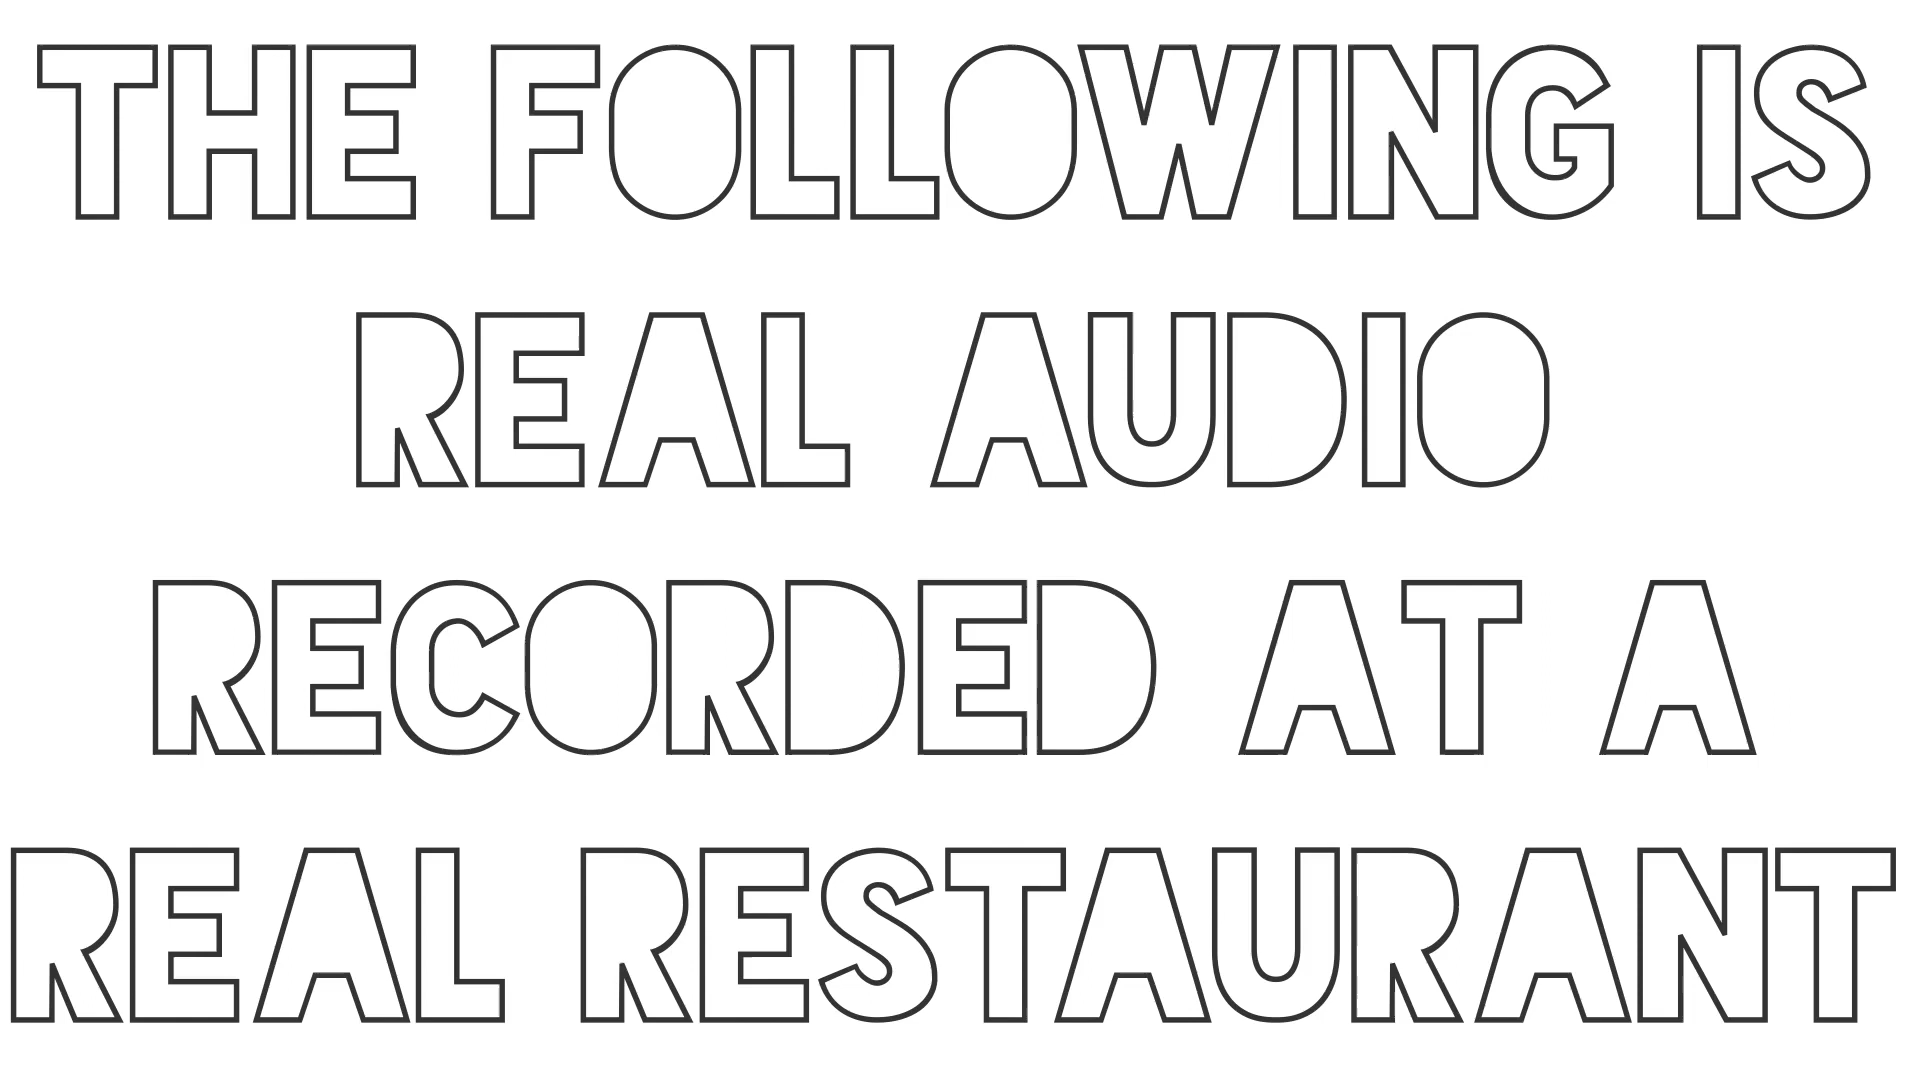 THE FOLLOWING IS
REAL AUDIO
RECORDED AT A
REAL RESTAURANT